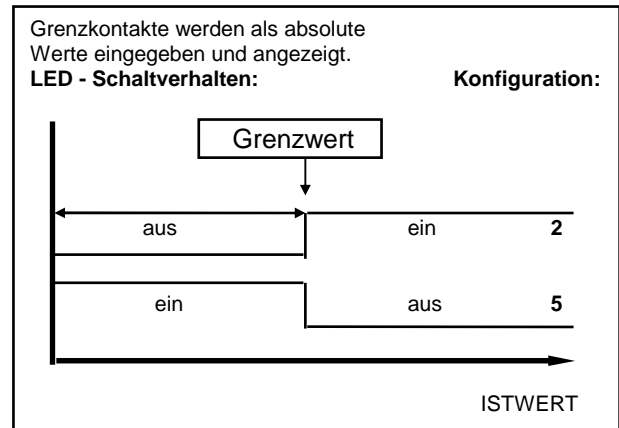 Grenzkontakte werden als absolute
Werte eingegeben und angezeigt.
LED - Schaltverhalten: Konfiguration:
Grenzwert
aus ein 2
ein aus 5
ISTWERT